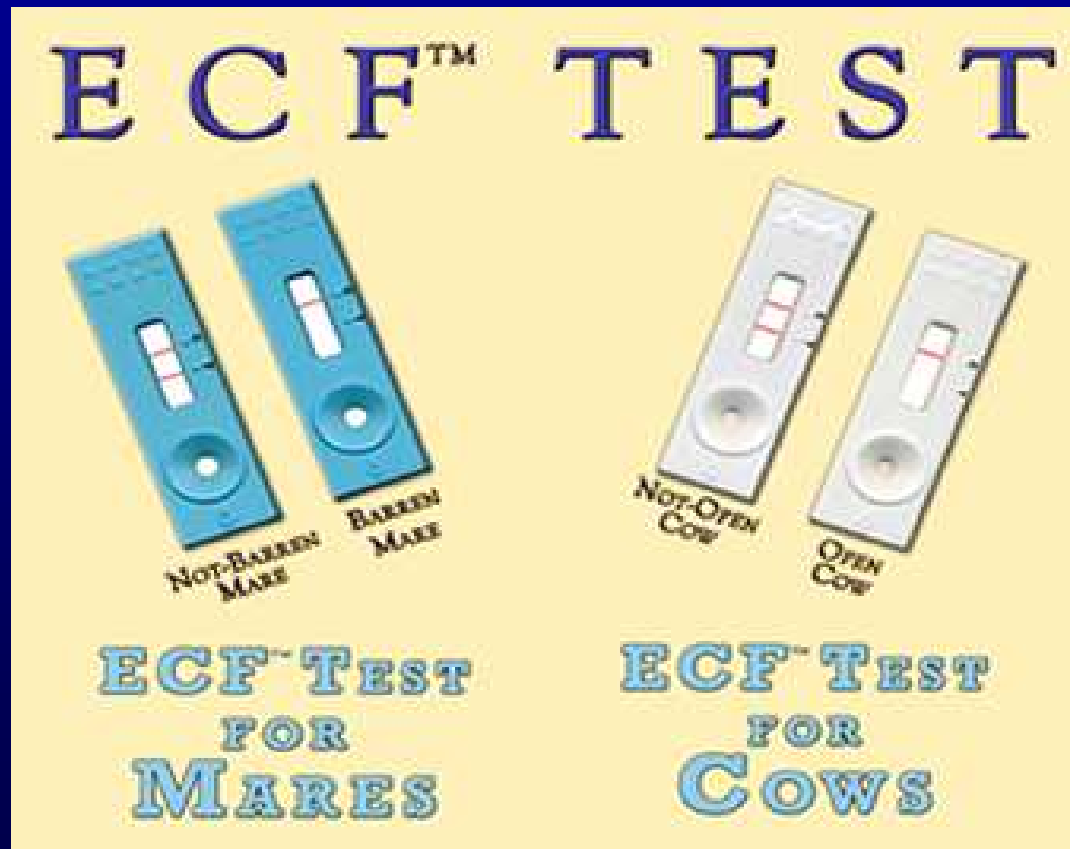 ECF™ TEST
NOT-BARREN
MARE
BARREN
MARE
NOT-OPEN
COW
OPEN
COW
ECF™ TEST
FOR
MARES
ECF™ TEST
FOR
COWS